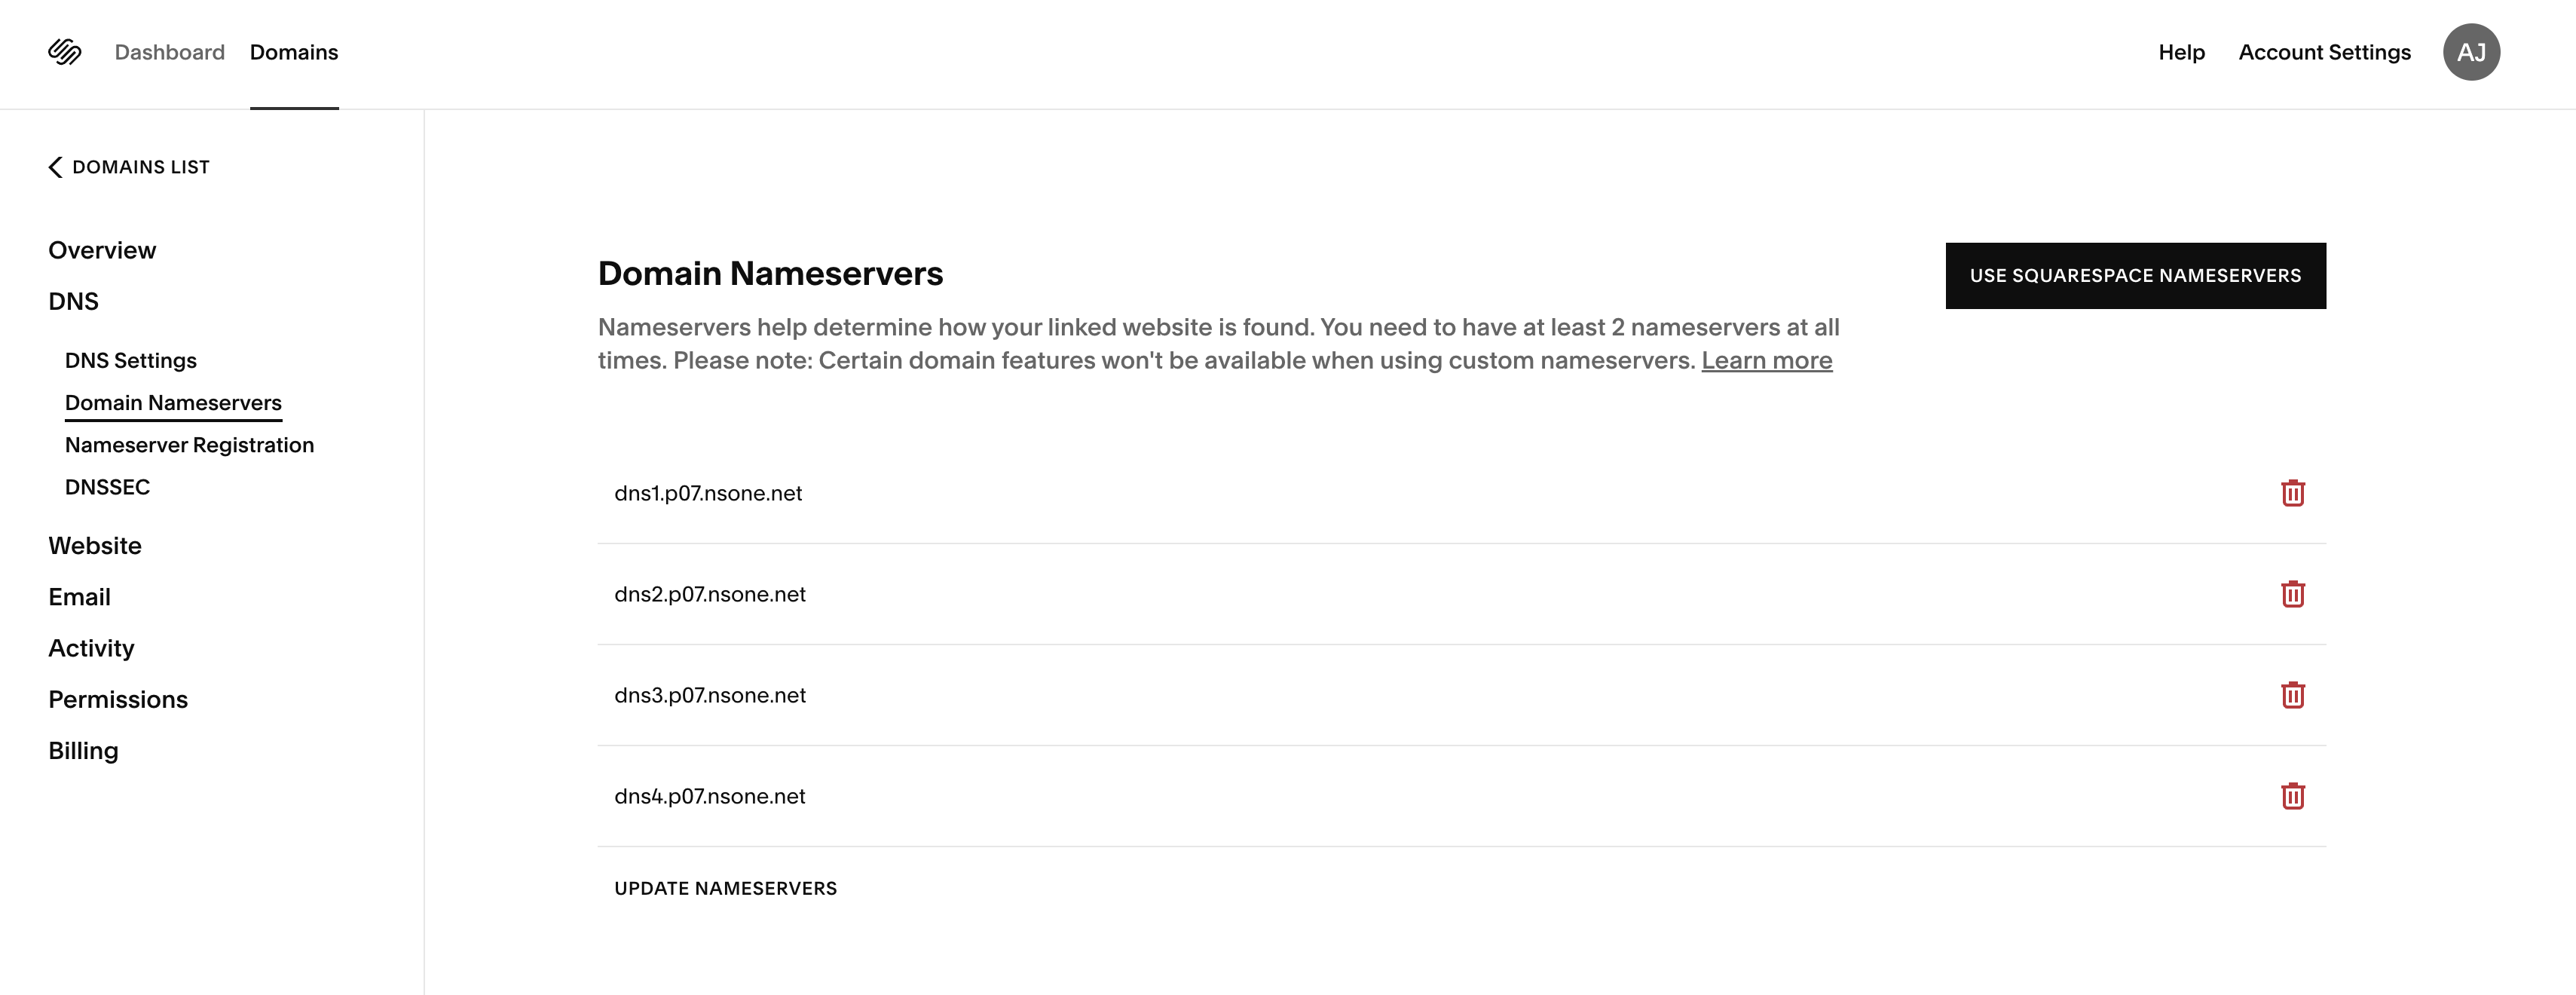 Dashboard Domains Help Account Settings AJ
DOMAINS LIST
Overview
DNS
DNS Settings
Domain Nameservers
Nameserver Registration
DNSSEC
Website
Email
Activity
Permissions
Billing
Domain Nameservers
USE SQUARESPACE NAMESERVERS
Nameservers help determine how your linked website is found. You need to have at least 2 nameservers at all
times. Please note: Certain domain features won't be available when using custom nameservers. Learn more
dns1.p07.nsone.net
dns2.p07.nsone.net
dns3.p07.nsone.net
dns4.p07.nsone.net
UPDATE NAMESERVERS